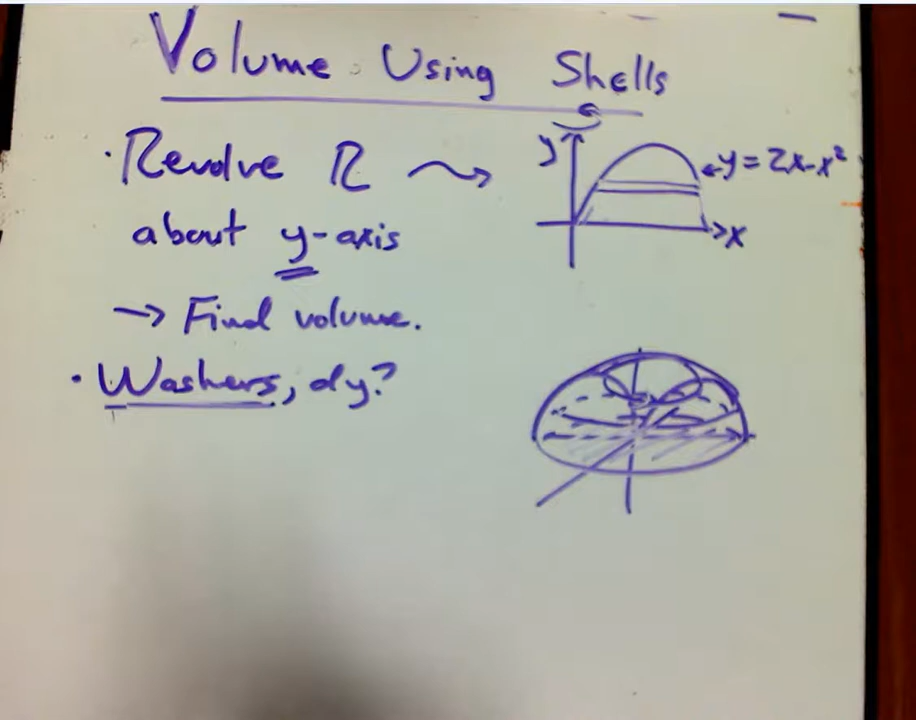 Volume Using Shells
· Revolve R
about y-axis
→ Find volume.
· Washers, dy?
y
y = 2x-x²
x